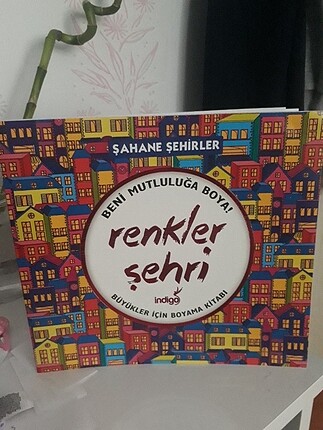 ŞAHANE ŞEHİRLER
BENİ MUTLULUĞA BOYA!
renkler
şehri
indigo
BÜYÜKLER İÇİN BOYAMA KİTABI